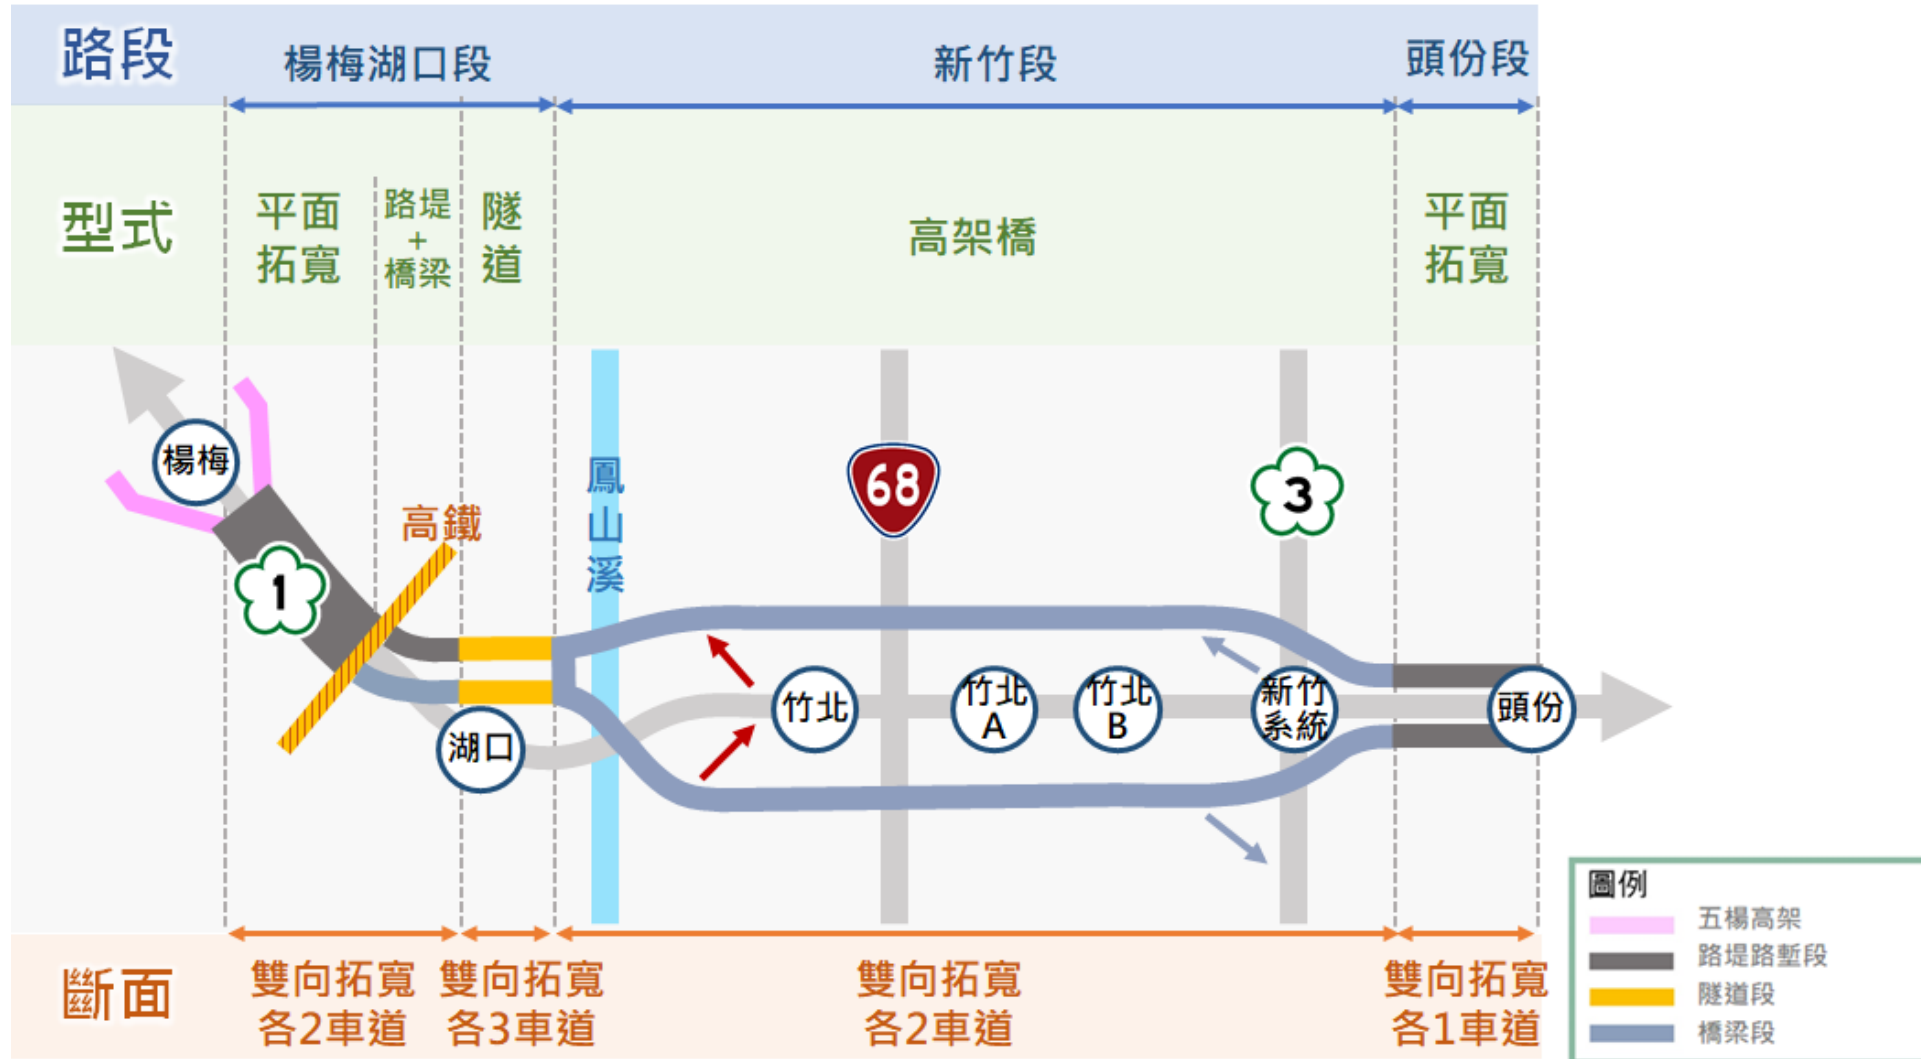 路段
楊梅湖口段
新竹段
頭份段
型式
平面
拓寬
路堤
+
橋梁
隧
道
高架橋
平面
拓寬
楊梅
1
高鐵
湖口
鳳
山
溪
68
3
竹北
竹北
A
竹北
B
新竹
系統
頭份
斷面
雙向拓寬
各2車道
雙向拓寬
各3車道
雙向拓寬
各2車道
雙向拓寬
各1車道
圖例
五楊高架
路堤路塹段
隧道段
橋梁段